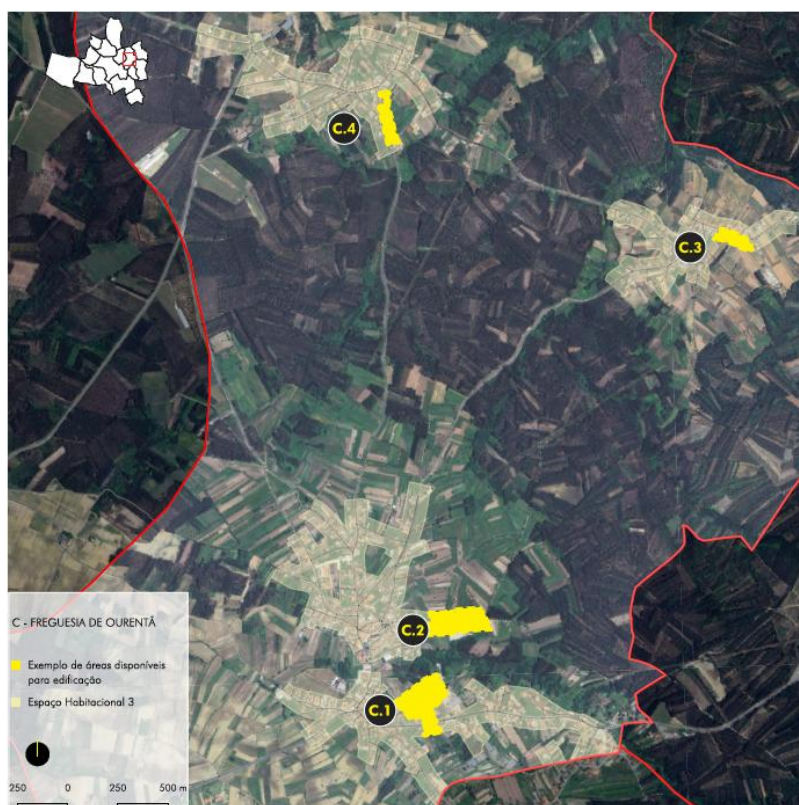 C.4
C.3
C.2
C.1
C - FREGUESIA DE OURENTÃ
Exemplo de áreas disponíveis
para edificação
Espaço Habitacional 3
250 0 250 500 m